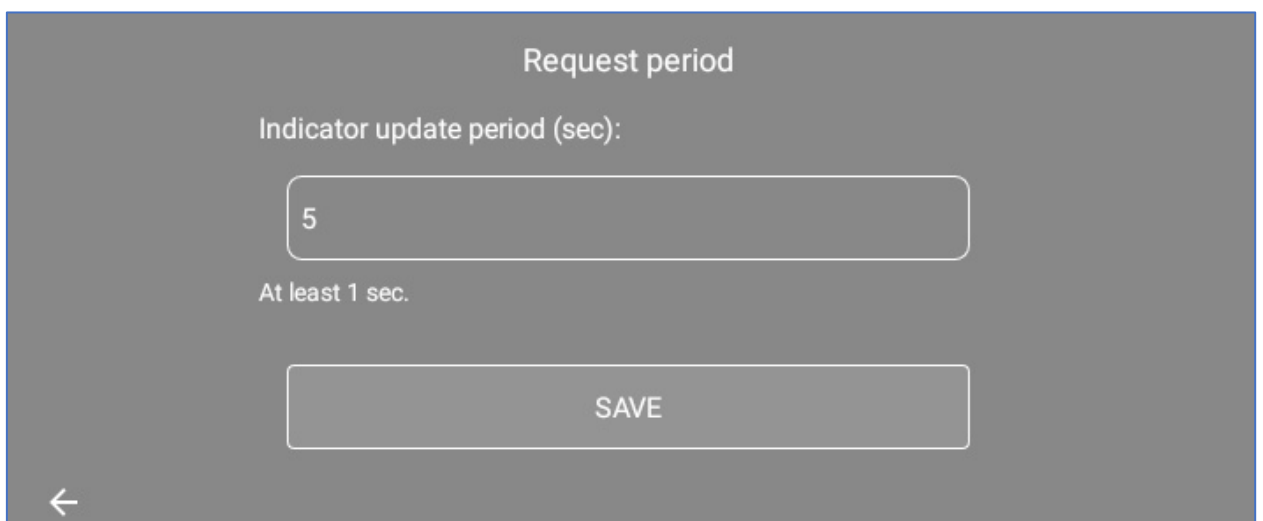 Request period
Indicator update period (sec):
5
At least 1 sec.
SAVE